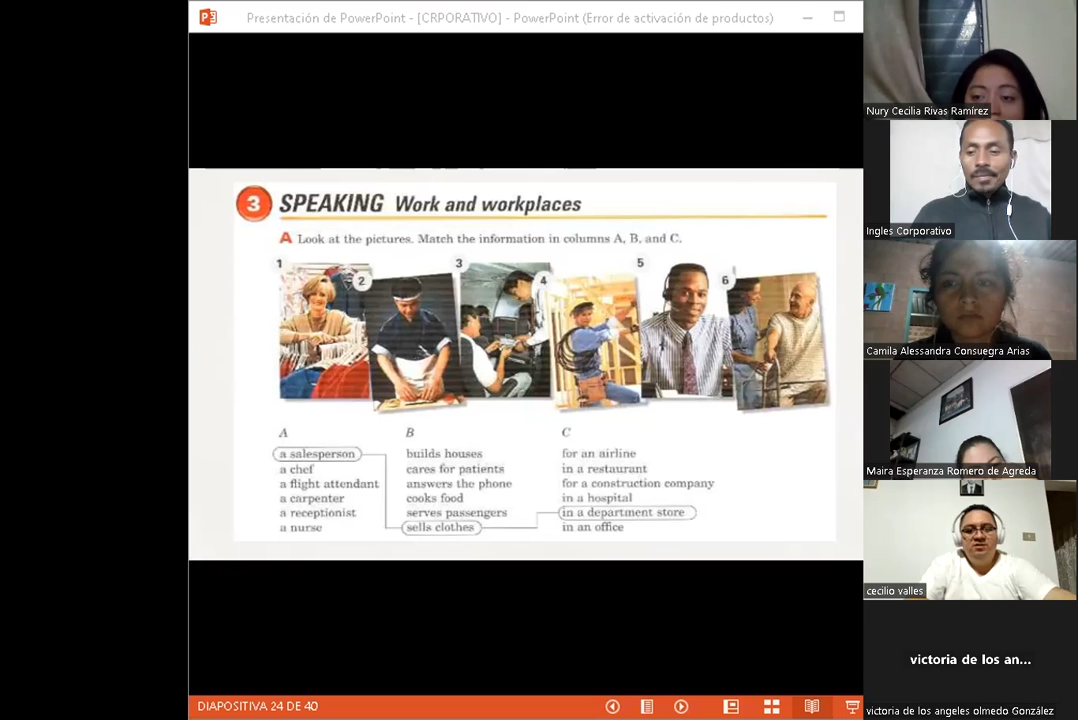 Presentación de PowerPoint - [CRPORATIVO] - PowerPoint (Error de activación de productos)
3 SPEAKING Work and workplaces
A Look at the pictures. Match the information in columns A, B, and C.
1
2
3
4
5
6
A
a salesperson
a chef
a flight attendant
a carpenter
a receptionist
a nurse
B
builds houses
cares for patients
answers the phone
cooks food
serves passengers
sells clothes
C
for an airline
in a restaurant
for a construction company
in a hospital
in a department store
in an office
DIAPOSITIVA 24 DE 40
Nury Cecilia Rivas Ramírez
Ingles Corporativo
Camila Alessandra Consuegra Arias
Maira Esperanza Romero de Agreda
cecilio valles
victoria de los an...
victoria de los angeles olmedo González